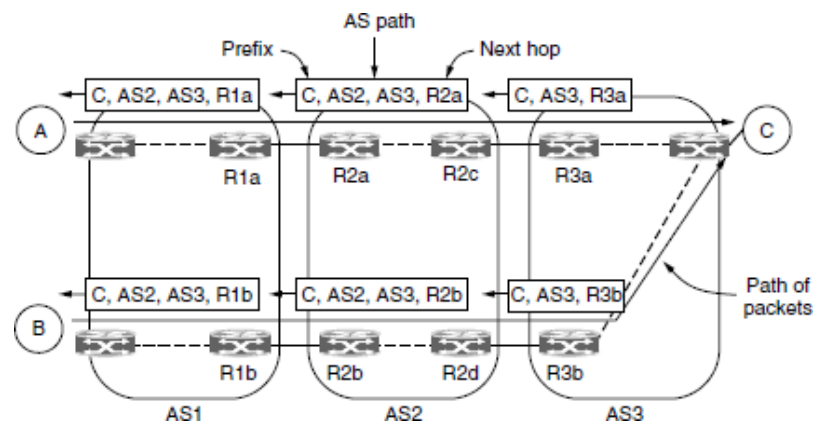 AS path
Prefix
Next hop
C, AS2, AS3, R1a
C, AS2, AS3, R2a
C, AS3, R3a
A
C
R1a
R2a
R2c
R3a
C, AS2, AS3, R1b
C, AS2, AS3, R2b
C, AS3, R3b
Path of
packets
B
R1b
R2b
R2d
R3b
AS1
AS2
AS3